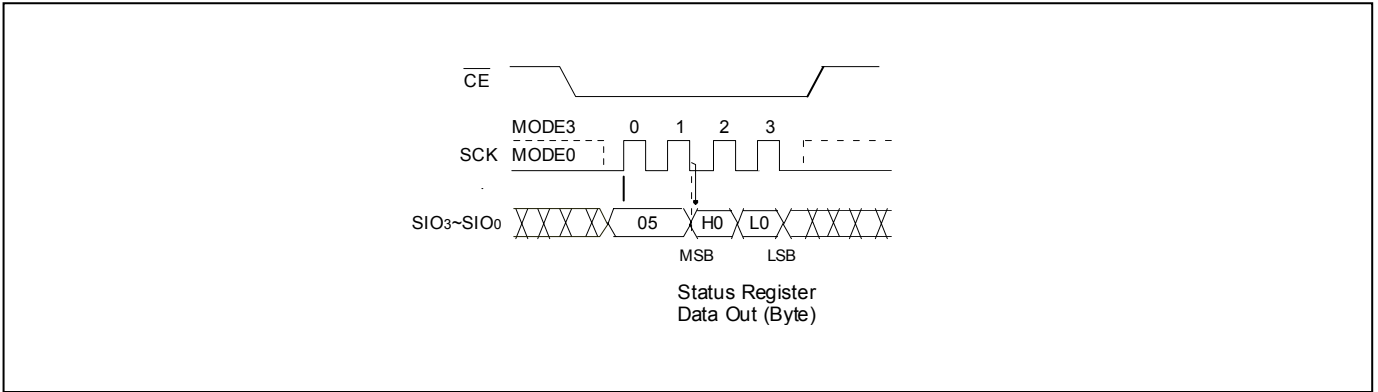 CE
MODE3 0 1 2 3
SCK MODE0
SIO3~SIO0 05 H0 L0
MSB LSB
Status Register
Data Out (Byte)